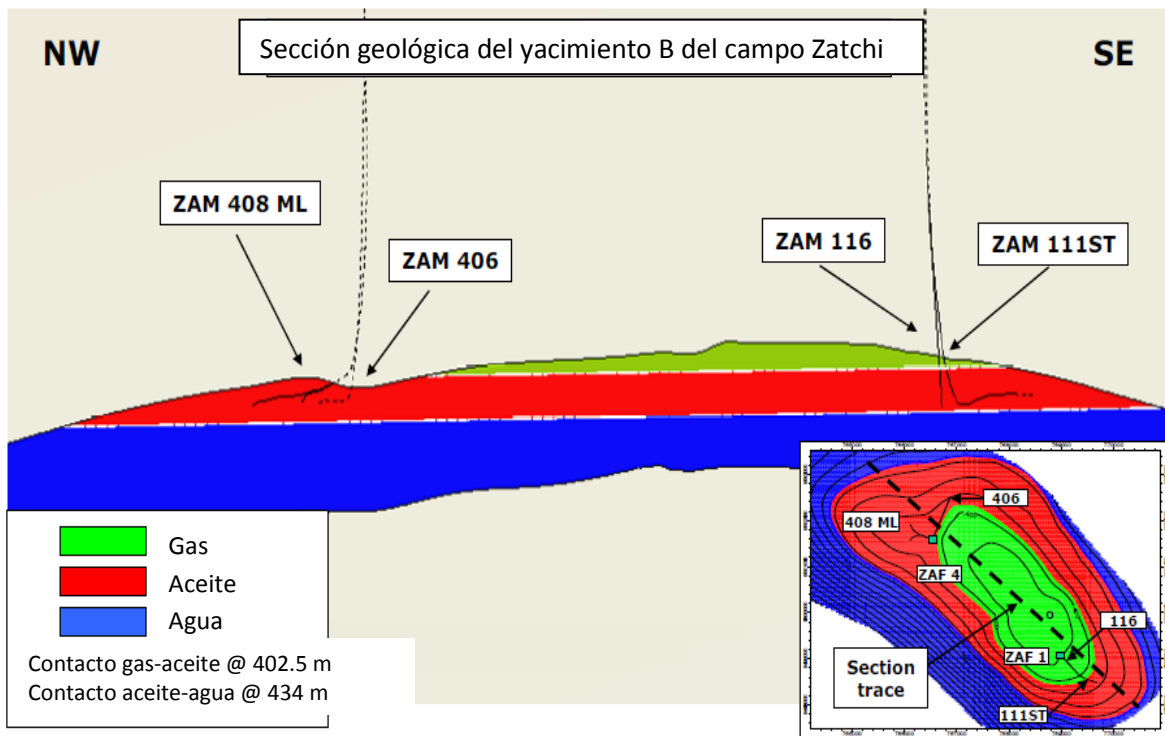 NW
Sección geológica del yacimiento B del campo Zatchi
SE
ZAM 408 ML
ZAM 406
ZAM 116
ZAM 111ST
Gas
Aceite
Agua
Contacto gas-aceite @ 402.5 m
Contacto aceite-agua @ 434 m
406
408 ML
ZAF 4
116
ZAF 1
Section
trace
111ST